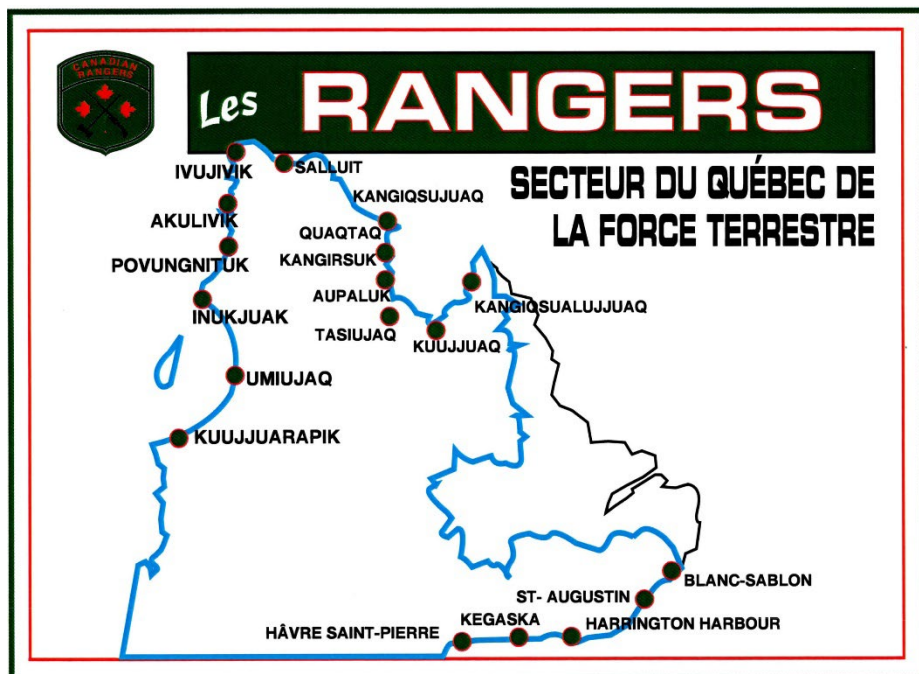 CANADIAN
RANGERS
Les RANGERS
SECTEUR DU QUÉBEC DE
LA FORCE TERRESTRE
IVUJIVIK
SALLUIT
AKULIVIK
KANGIQSUJUAQ
QUAQTAQ
POVUNGNITUK
KANGIRSUK
AUPALUK
KANGIQSUALUJJUAQ
INUKJUAK
TASIUJAQ
KUUJJUAQ
UMIUJAQ
KUUJJUARAPIK
BLANC-SABLON
ST- AUGUSTIN
KEGASKA
HARRINGTON HARBOUR
HÂVRE SAINT-PIERRE